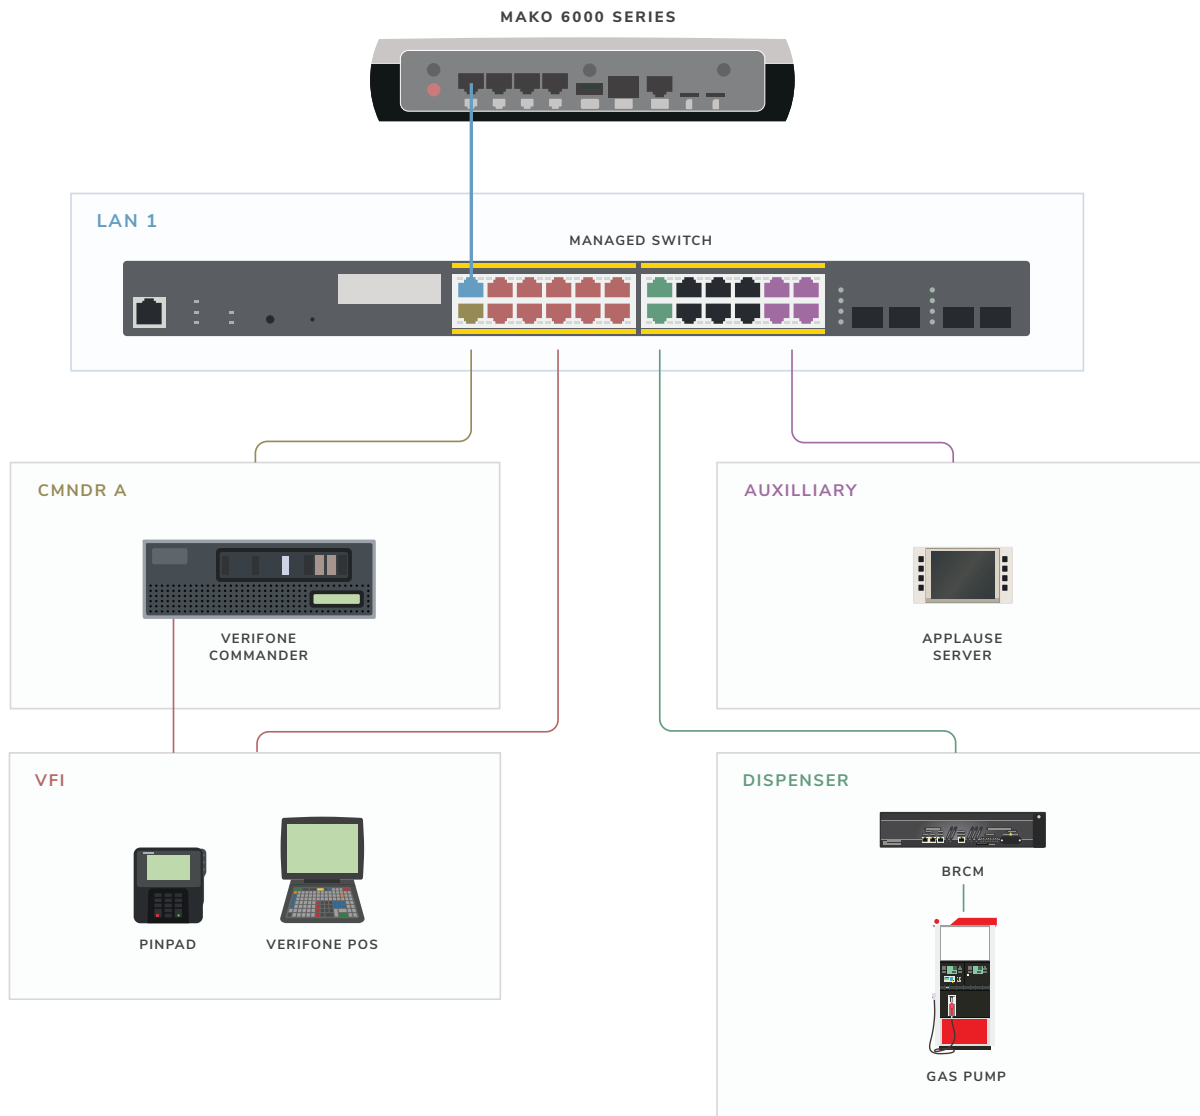 MAKO 6000 SERIES
LAN 1
MANAGED SWITCH
CMNDR A
VERIFONE
COMMANDER
AUXILLIARY
APPLAUSE
SERVER
VFI
PINPAD
VERIFONE POS
DISPENSER
BRCM
GAS PUMP